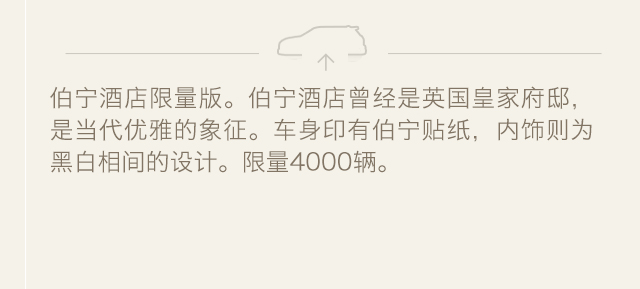 伯宁酒店限量版。伯宁酒店曾经是英国皇家府邸，
是当代优雅的象征。车身印有伯宁贴纸，内饰则为
黑白相间的设计。限量4000辆。